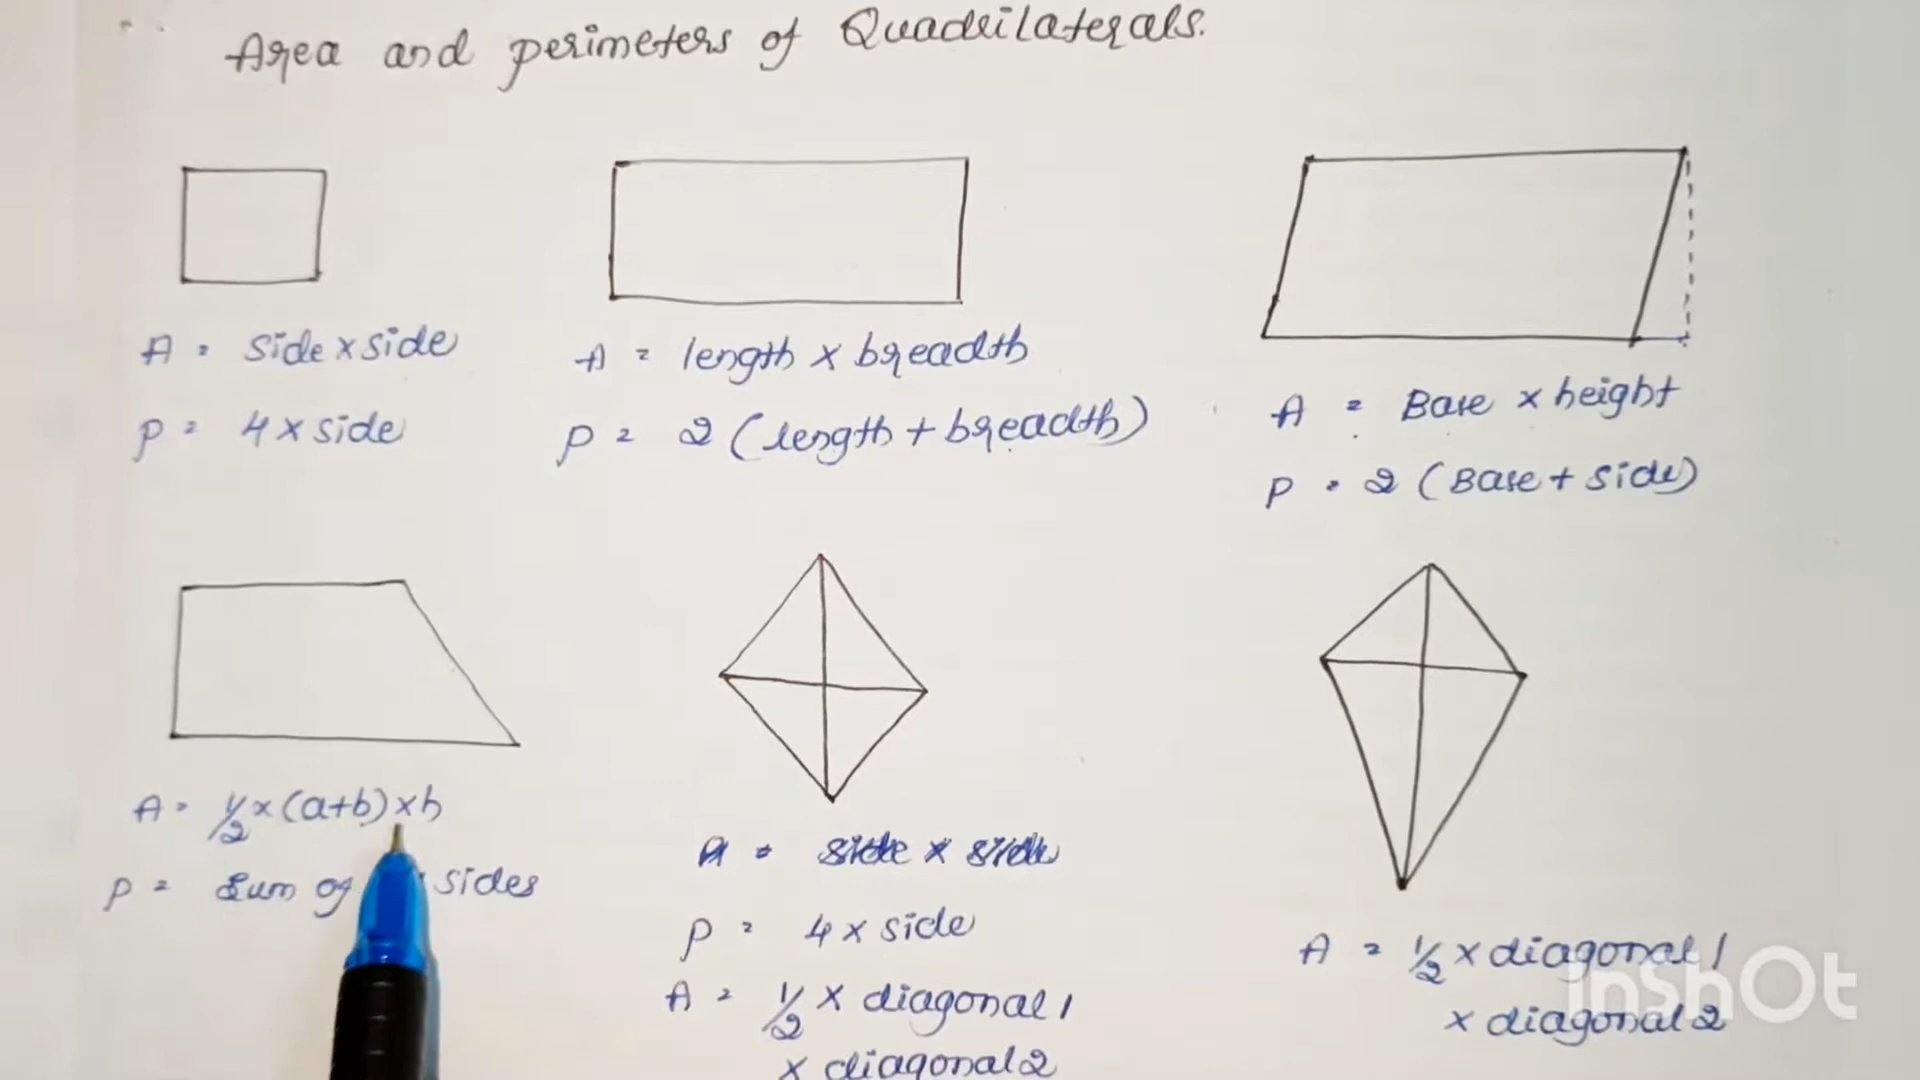 Area and perimeters of Quadrilaterals.
A = Side x side
P = 4 x side
A = length x breadth
P = 2 (length + breadth)
A = Base x height
P = 2 (Base + side)
A = 1/2 x (a+b) x h
P = Sum of sides
A = side x side
P = 4 x side
A = 1/2 x diagonal 1
x diagonal 2
A = 1/2 x diagonal 1
x diagonal 2
InShOt